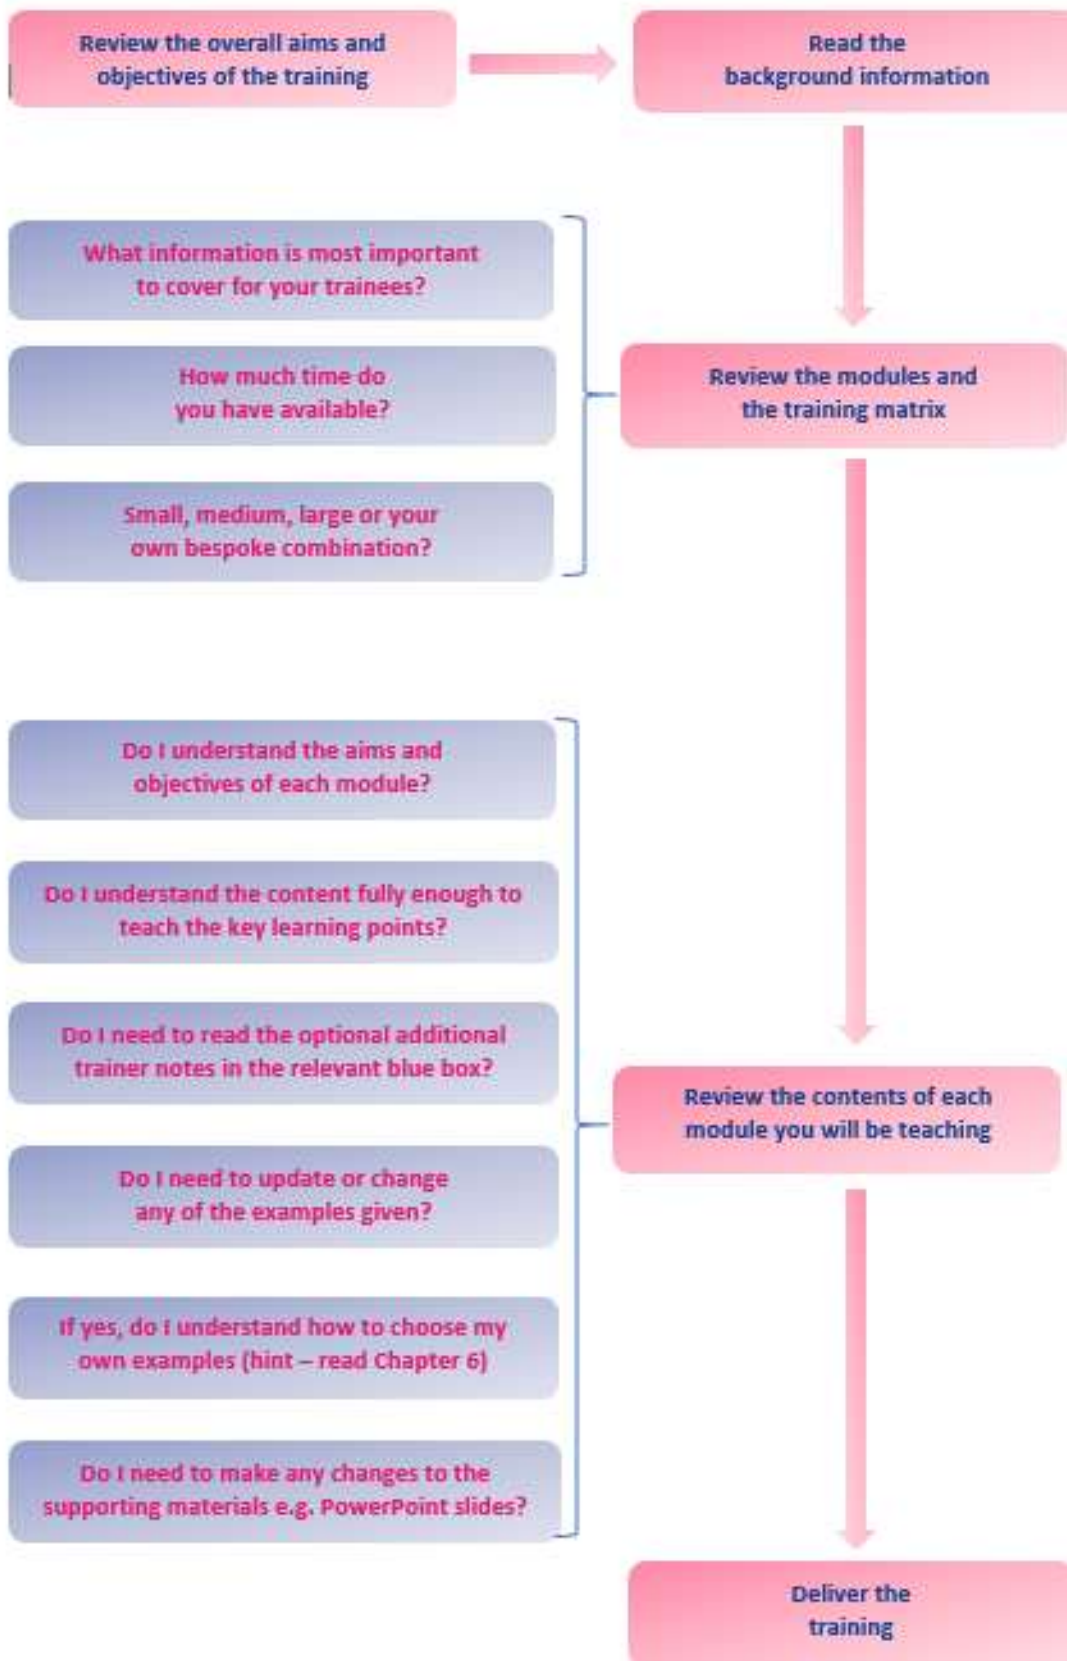 Review the overall aims and
objectives of the training
Read the
background information
What information is most important
to cover for your trainees?
How much time do
you have available?
Small, medium, large or your
own bespoke combination?
Review the modules and
the training matrix
Do I understand the aims and
objectives of each module?
Do I understand the content fully enough to
teach the key learning points?
Do I need to read the optional additional
trainer notes in the relevant blue box?
Do I need to update or change
any of the examples given?
If yes, do I understand how to choose my
own examples (hint – read Chapter 6)
Do I need to make any changes to the
supporting materials e.g. PowerPoint slides?
Review the contents of each
module you will be teaching
Deliver the
training